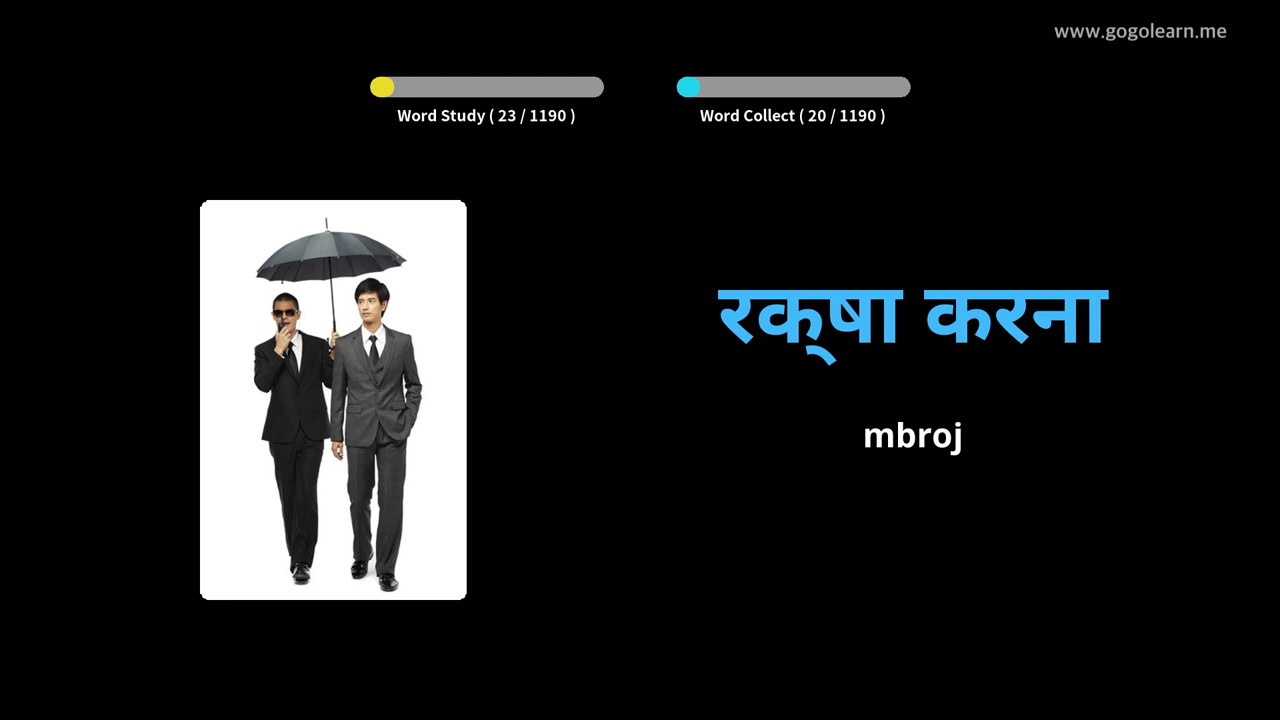 www.gogolearn.me
Word Study ( 23 / 1190 )
Word Collect ( 20 / 1190 )
रक्षा करना
mbroj